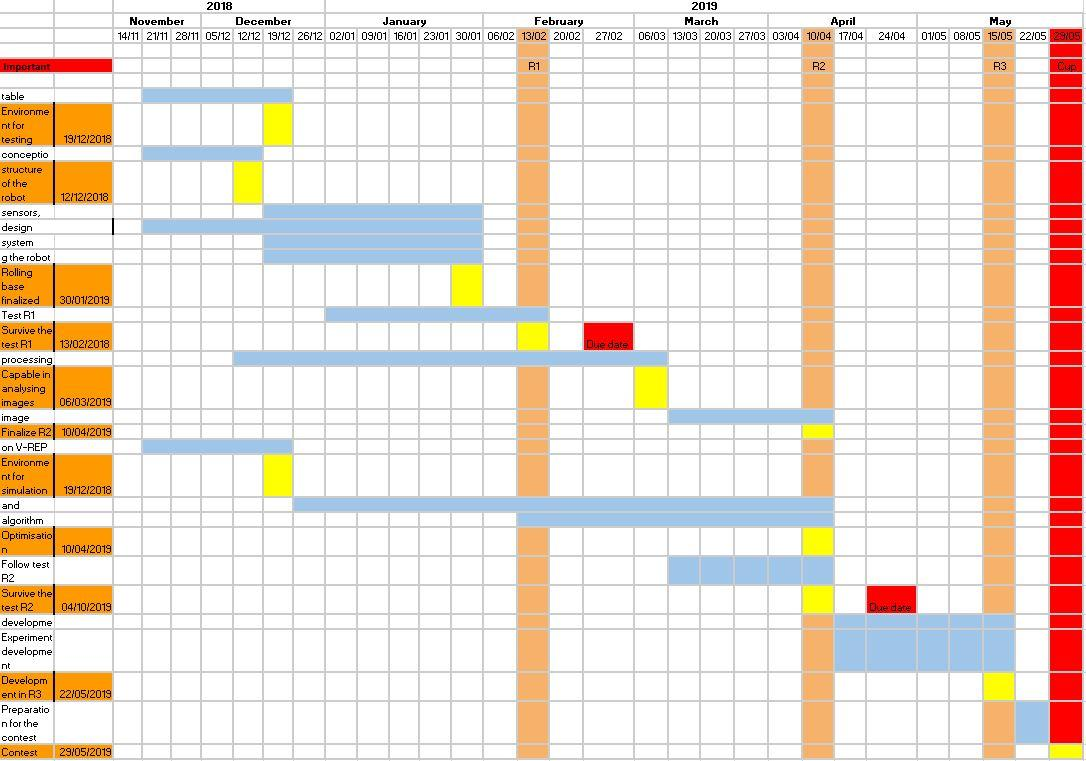 2018 2019
November December January February March April May
14/11 21/11 28/11 05/12 12/12 19/12 26/12 02/01 09/01 16/01 23/01 30/01 06/02 13/02 20/02 27/02 06/03 13/03 20/03 27/03 03/04 10/04 17/04 24/04 01/05 08/05 15/05 22/05 29/05
Important R1 R2 R3 Cup
table
Environme
nt for
testing 19/12/2018
conceptio
structure
of the
robot 12/12/2018
sensors,
design
system
g the robot
Rolling
base
finalized 30/01/2019
Test R1
Survive the
test R1 13/02/2018 Due date
processing
Capable in
analysing
images 06/03/2019
image
Finalize R2 10/04/2019
on V-REP
Environme
nt for
simulation 19/12/2018
and
algorithm
Optimisatio
n 10/04/2019
Follow test
R2
Survive the
test R2 04/10/2019 Due date
developme
Experiment
developme
nt
Developm
ent in R3 22/05/2019
Preparatio
n for the
contest
Contest 29/05/2019